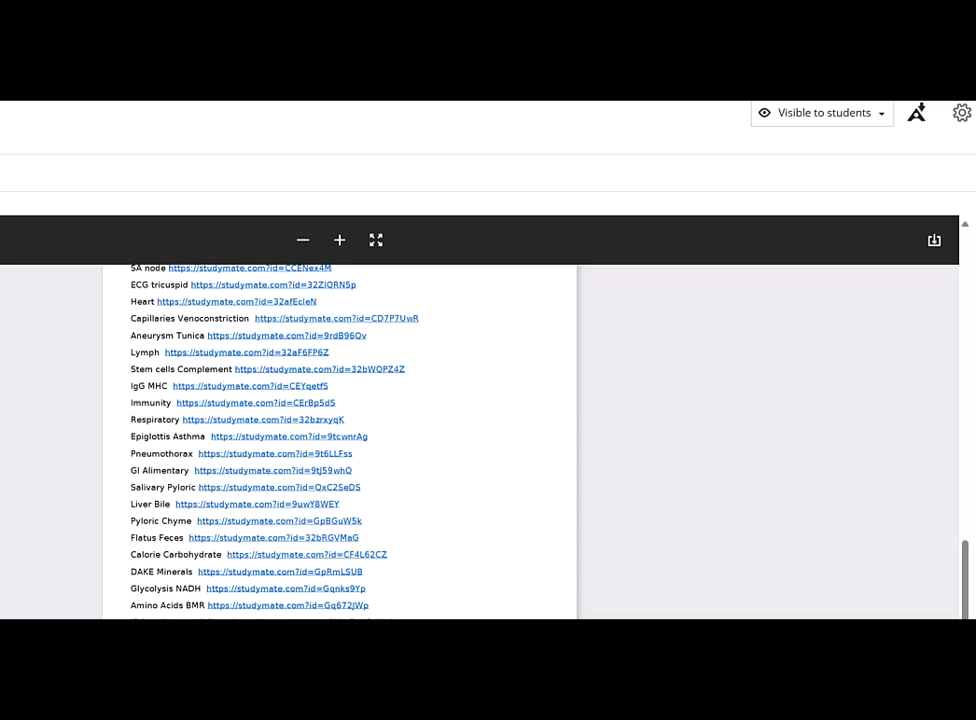 Visible to students
SA node https://studymate.com?id=CCENex4M
ECG tricuspid https://studymate.com?id=32ZIQRN5p
Heart https://studymate.com?id=32afEcleN
Capillaries Venoconstriction https://studymate.com?id=CD7P7UwR
Aneurysm Tunica https://studymate.com?id=9rdB96Qv
Lymph https://studymate.com?id=32aF6FP6Z
Stem cells Complement https://studymate.com?id=32bWQPZ4Z
IgG MHC https://studymate.com?id=CEYqetfS
Immunity https://studymate.com?id=CErBp5dS
Respiratory https://studymate.com?id=32bzrxyqK
Epiglottis Asthma https://studymate.com?id=9tcwnrAg
Pneumothorax https://studymate.com?id=9t6LLFss
GI Alimentary https://studymate.com?id=9tJ59whQ
Salivary Pyloric https://studymate.com?id=QxC2SeDS
Liver Bile https://studymate.com?id=9uwY8WEY
Pyloric Chyme https://studymate.com?id=GpBGuW5k
Flatus Feces https://studymate.com?id=32bRGVMaG
Calorie Carbohydrate https://studymate.com?id=CF4L62CZ
DAKE Minerals https://studymate.com?id=GpRmLSUB
Glycolysis NADH https://studymate.com?id=Gqnks9Yp
Amino Acids BMR https://studymate.com?id=Gq672JWp